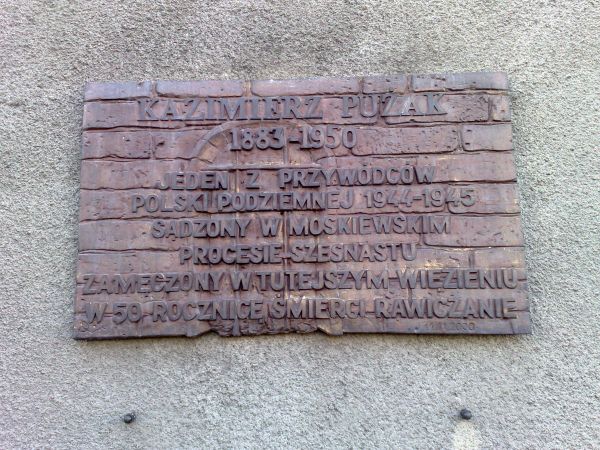 KAZIMIERZ PUŻAK
1883-1950
JEDEN Z PRZYWÓDCÓW
POLSKI PODZIEMNEJ 1944-1945
SĄDZONY W MOSKIEWSKIM
PROCESIE SZESNASTU
ZAMĘCZONY W TUTEJSZYM WIĘZIENIU
W 50 ROCZNICĘ ŚMIERCI RAWICZANIE